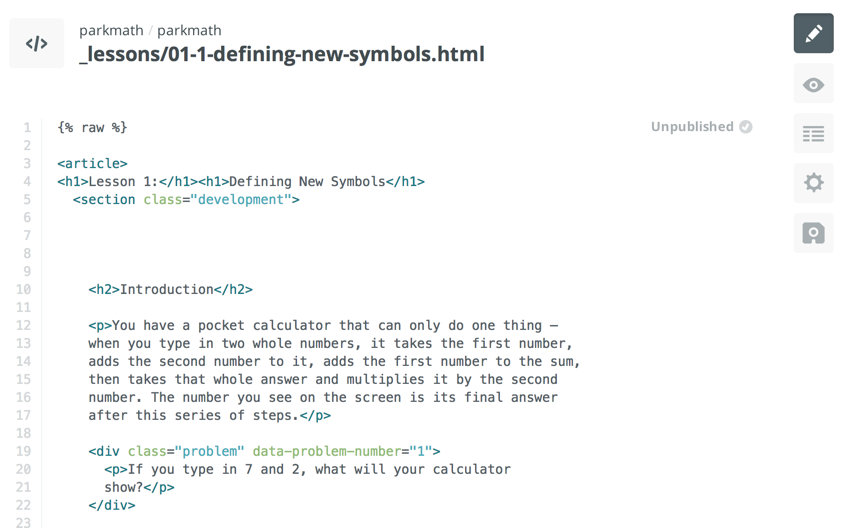 </>
parkmath / parkmath
_lessons/01-1-defining-new-symbols.html
Unpublished
1 {% raw %}
2
3 <article>
4 <h1>Lesson 1:</h1><h1>Defining New Symbols</h1>
5 <section class="development">
6
7
8
9
10 <h2>Introduction</h2>
11
12 <p>You have a pocket calculator that can only do one thing —
13 when you type in two whole numbers, it takes the first number,
14 adds the second number to it, adds the first number to the sum,
15 then takes that whole answer and multiplies it by the second
16 number. The number you see on the screen is its final answer
17 after this series of steps.</p>
18
19 <div class="problem" data-problem-number="1">
20 <p>If you type in 7 and 2, what will your calculator
21 show?</p>
22 </div>
23